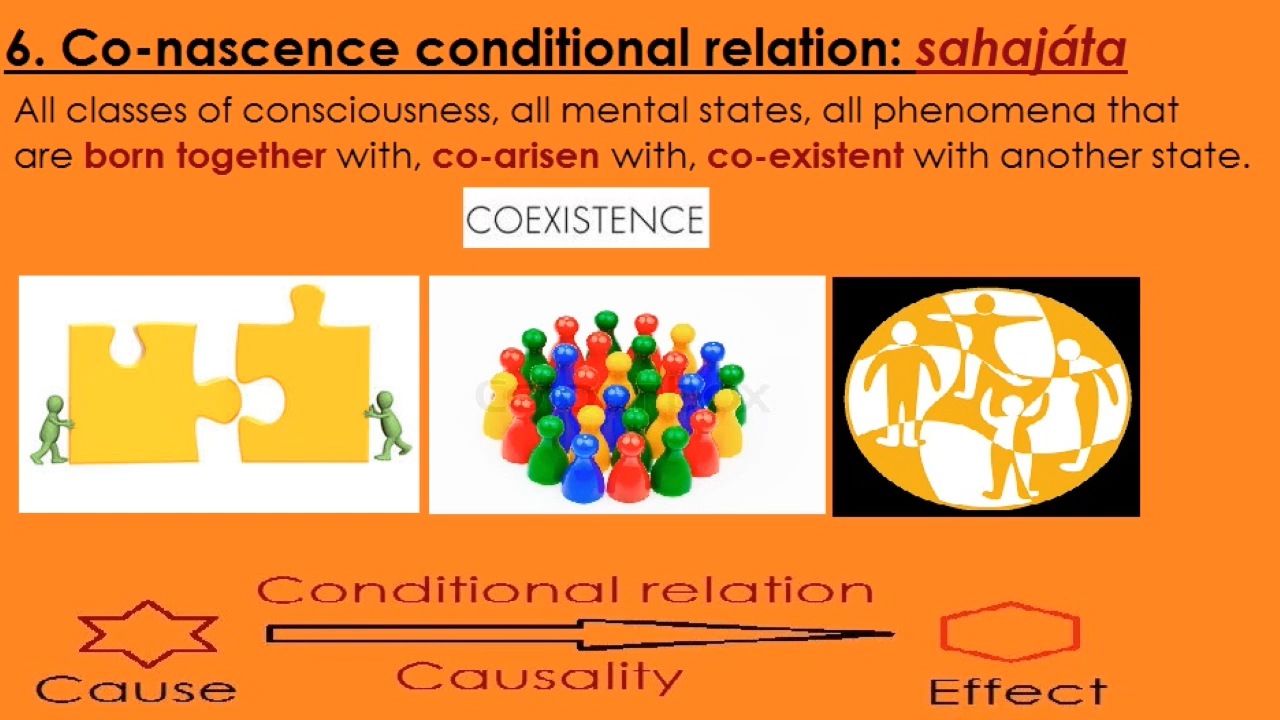 6. Co-nascence conditional relation: sahajáta
All classes of consciousness, all mental states, all phenomena that
are born together with, co-arisen with, co-existent with another state.
COEXISTENCE
Conditional relation
Causality
Cause
Effect